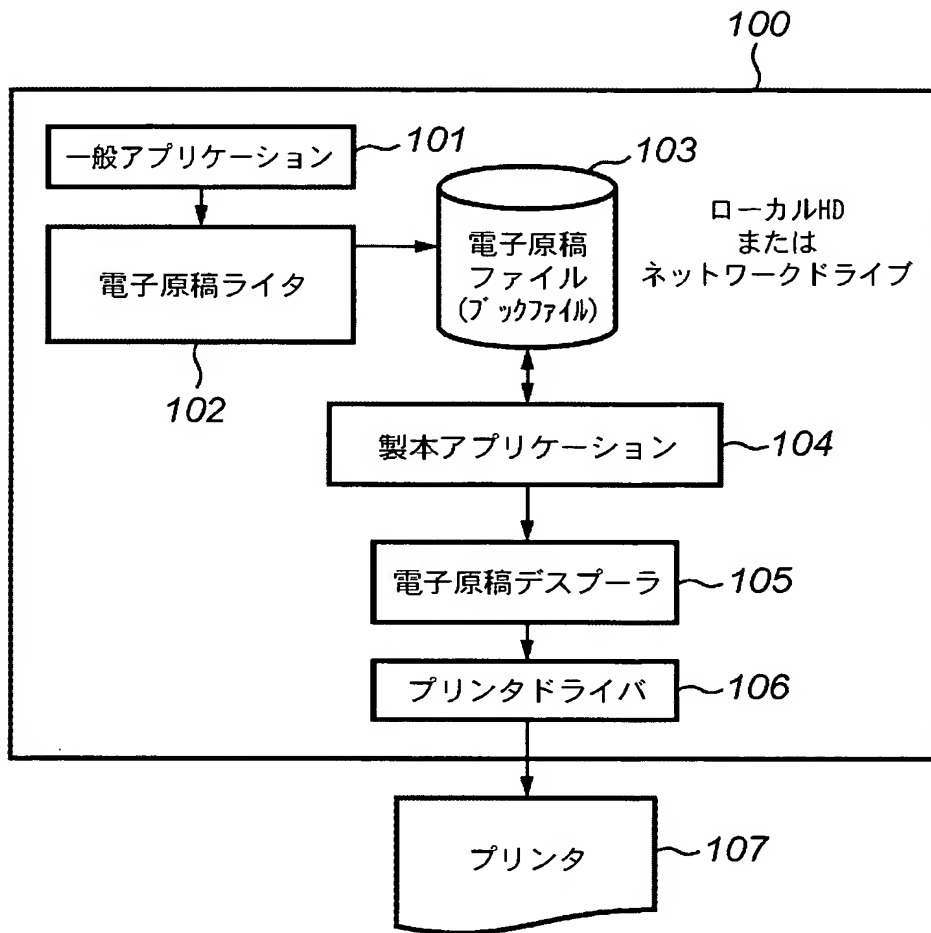 100
一般アプリケーション
101
電子原稿ライタ
102
103
電子原稿
ファイル
(ﾌﾞｯｸﾌｧｲﾙ)
ローカルHD
または
ネットワークドライブ
製本アプリケーション
104
電子原稿デスプーラ
105
プリンタドライバ
106
プリンタ
107